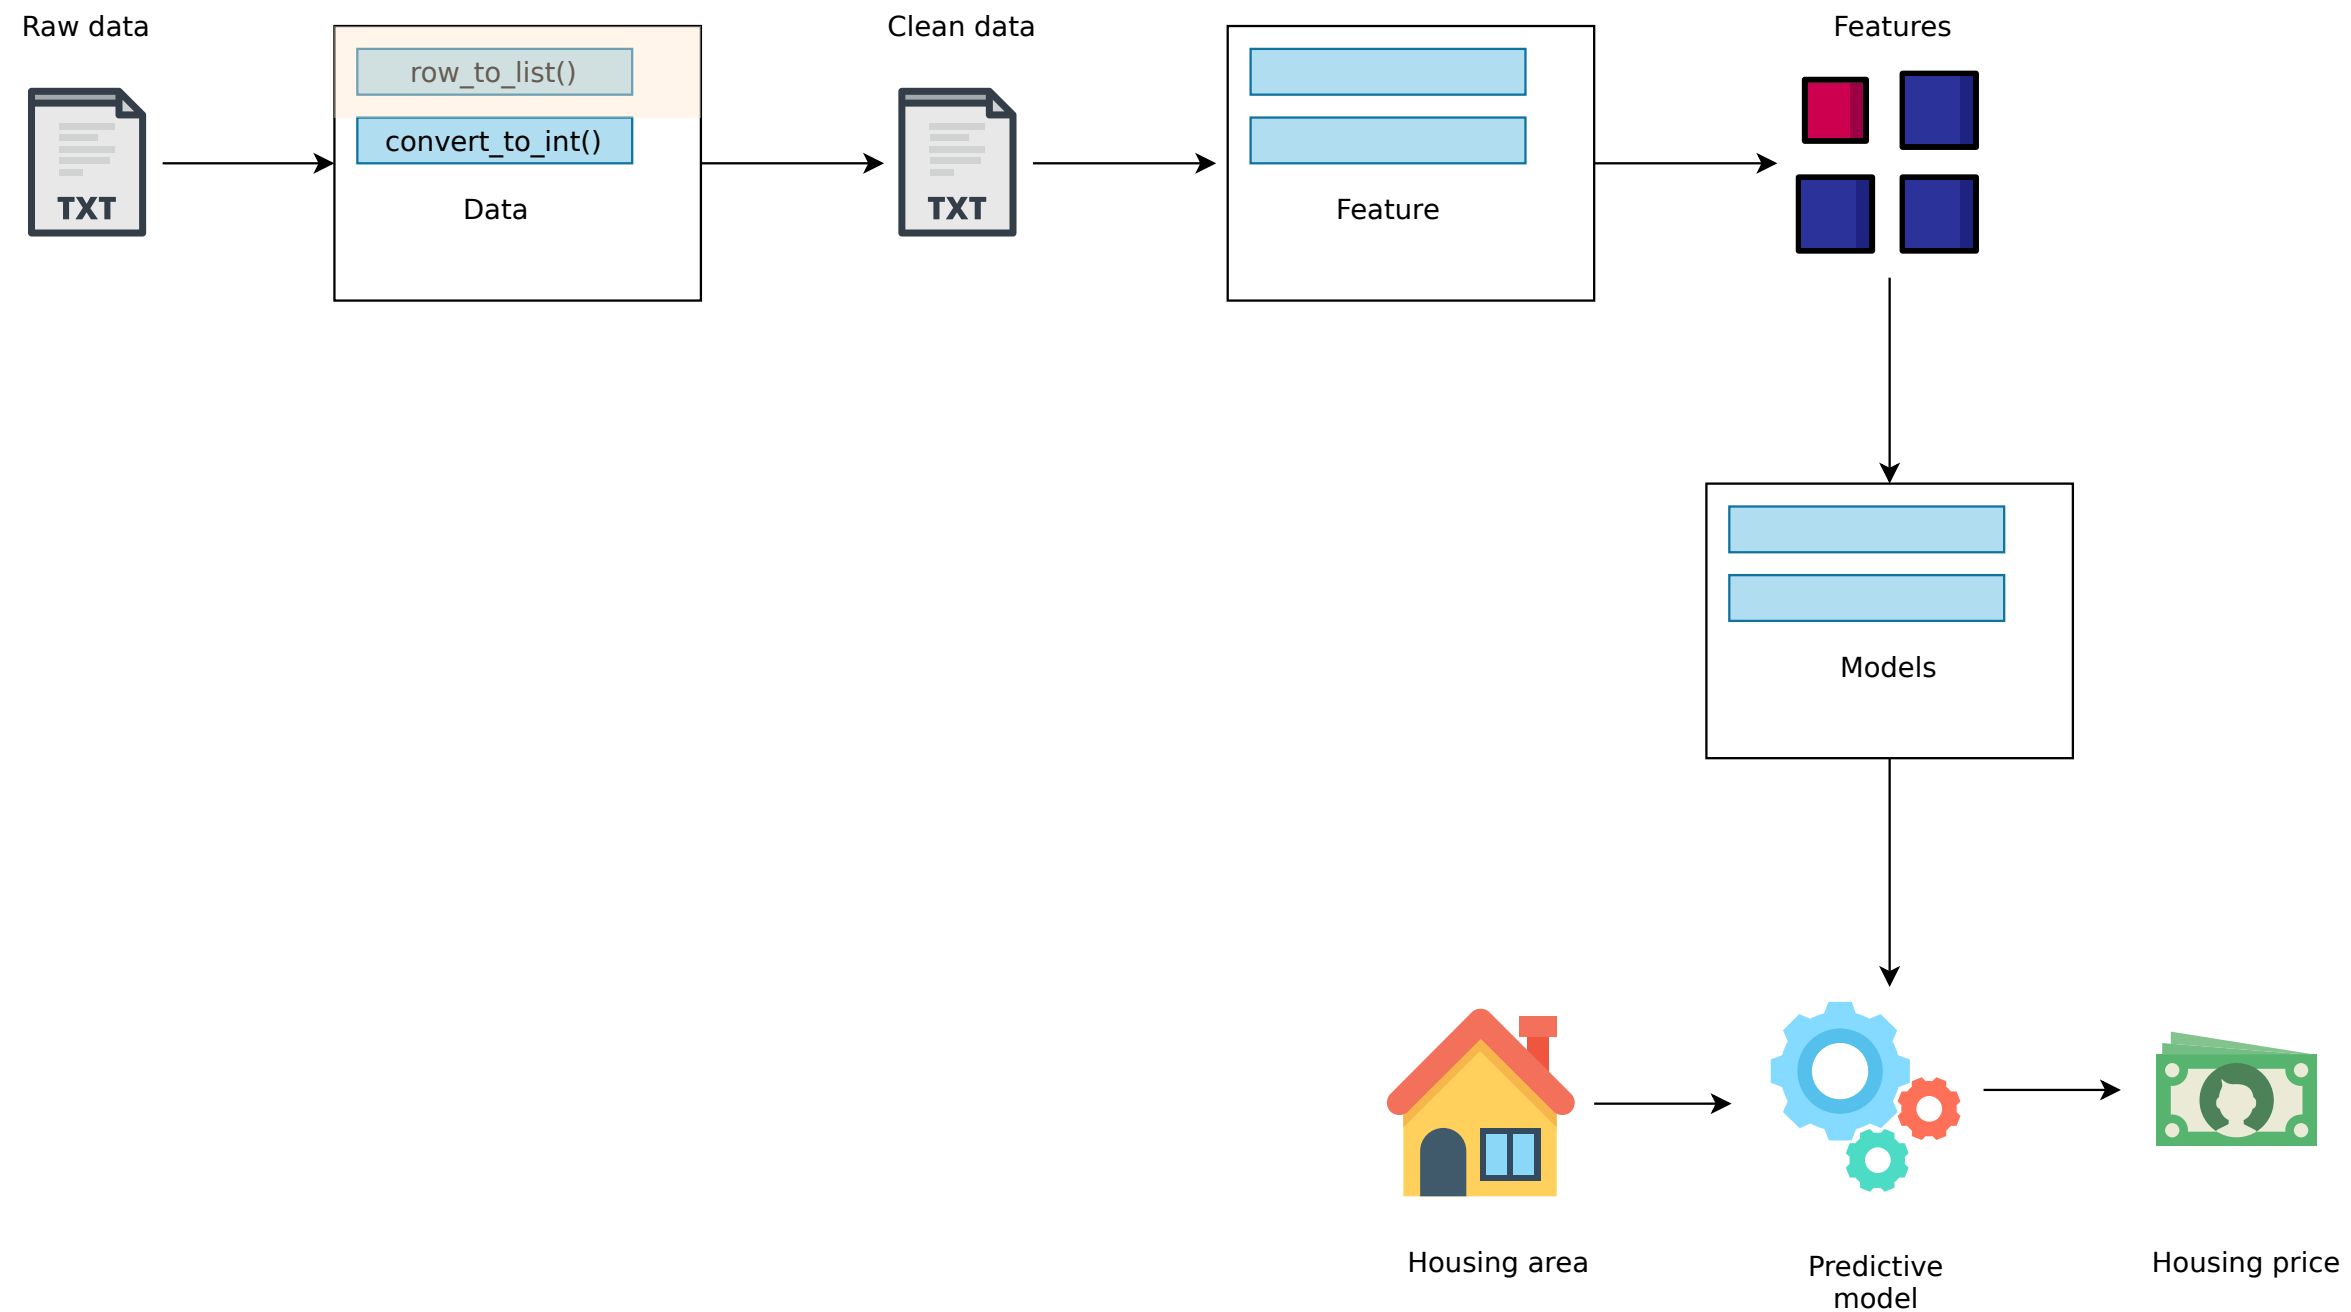 Raw data
Clean data
Features
row_to_list()
convert_to_int()
TXT
Data
TXT
Feature
Models
Housing area
Predictive
model
Housing price